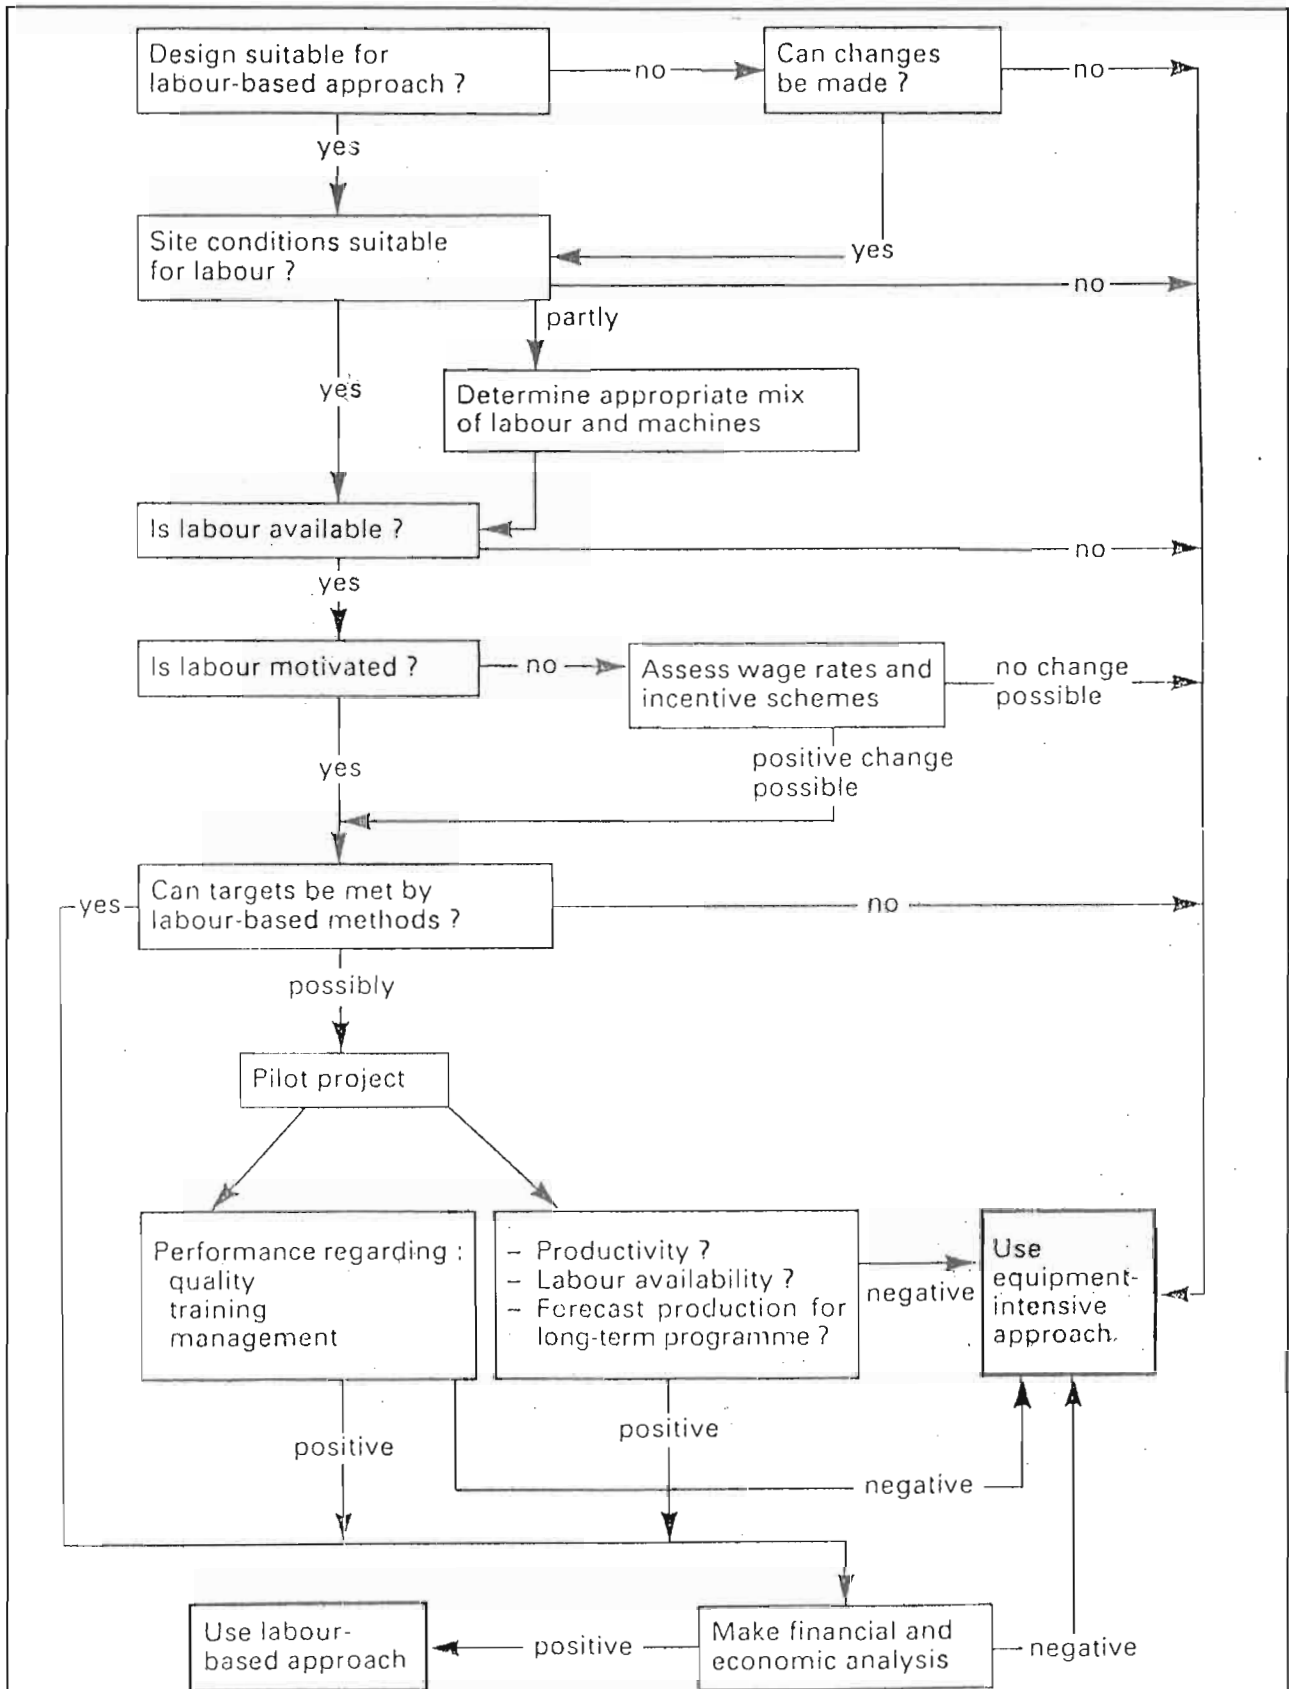 Design suitable for
labour-based approach ?
no
Can changes
be made ?
no
yes
Site conditions suitable
for labour ?
yes
no
partly
yes
Determine appropriate mix
of labour and machines
Is labour available ?
no
yes
Is labour motivated ?
no
Assess wage rates and
incentive schemes
no change
possible
positive change
possible
yes
yes
Can targets be met by
labour-based methods ?
no
possibly
Pilot project
Performance regarding :
quality
training
management
– Productivity ?
– Labour availability ?
– Forecast production for
long-term programme ?
negative
Use
equipment-
intensive
approach.
positive
positive
negative
Use labour-
based approach
positive
Make financial and
economic analysis
negative